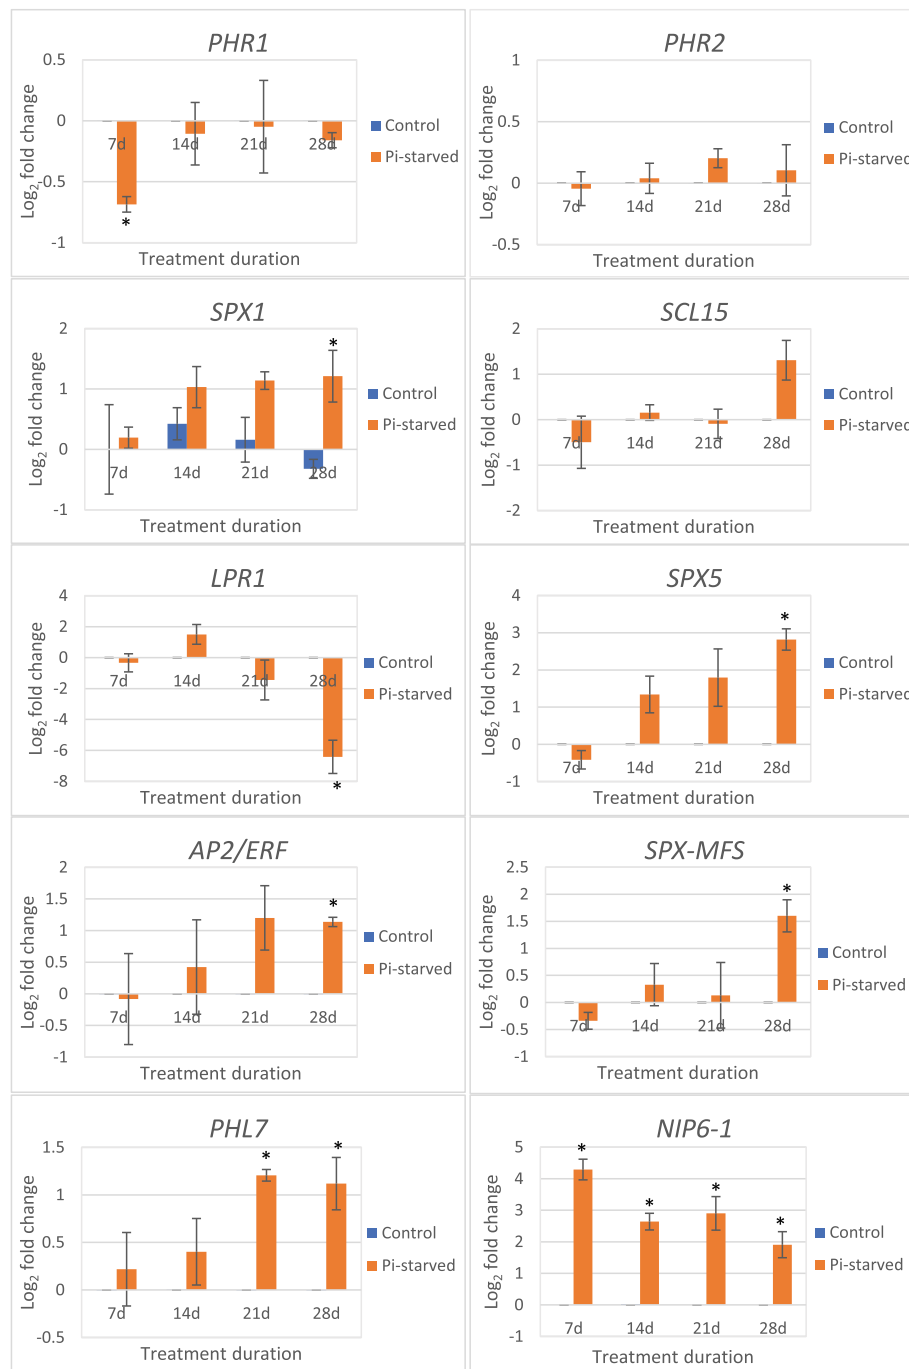 PHR1
0.5
0
-0.5
-1
Log2 fold change
7d 14d 21d 28d
*
Treatment duration
Control
Pi-starved
PHR2
1
0.5
0
-0.5
Log2 fold change
7d 14d 21d 28d
Treatment duration
Control
Pi-starved
SPX1
2
1
0
-1
Log2 fold change
*
7d 14d 21d 28d
Treatment duration
Control
Pi-starved
SCL15
2
1
0
-1
-2
Log2 fold change
7d 14d 21d 28d
Treatment duration
Control
Pi-starved
LPR1
4
2
0
-2
-4
-6
-8
Log2 fold change
7d 14d 21d 28d
*
Treatment duration
Control
Pi-starved
SPX5
4
3
2
1
0
-1
Log2 fold change
*
7d 14d 21d 28d
Treatment duration
Control
Pi-starved
AP2/ERF
2
1.5
1
0.5
0
-0.5
-1
Log2 fold change
*
7d 14d 21d 28d
Treatment duration
Control
Pi-starved
SPX-MFS
2.5
2
1.5
1
0.5
0
-0.5
-1
Log2 fold change
*
7d 14d 21d 28d
Treatment duration
Control
Pi-starved
PHL7
1.5
1
0.5
0
-0.5
Log2 fold change
* *
7d 14d 21d 28d
Treatment duration
Control
Pi-starved
NIP6-1
5
4
3
2
1
0
-1
Log2 fold change
* * * *
7d 14d 21d 28d
Treatment duration
Control
Pi-starved